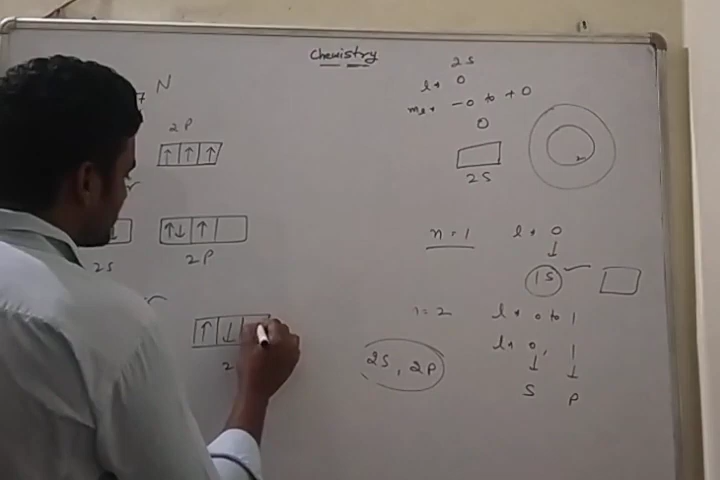 Chemistry
7 N
2P
↑ ↑ ↑
2S
↑↓ ↑
2P
↑ ↓
2
2S
l → 0
ml → -0 to +0
0
2S
n = 1 l → 0
↓
1S
n = 2 l → 0 to 1
l → 0, 1
↓ ↓
S P
2S, 2P